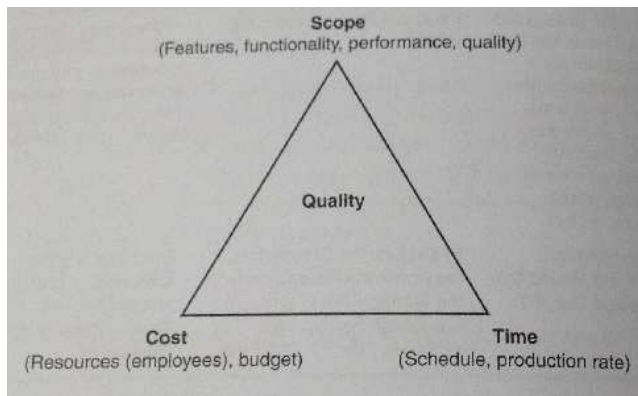 Scope
(Features, functionality, performance, quality)
Quality
Cost
(Resources (employees), budget)
Time
(Schedule, production rate)